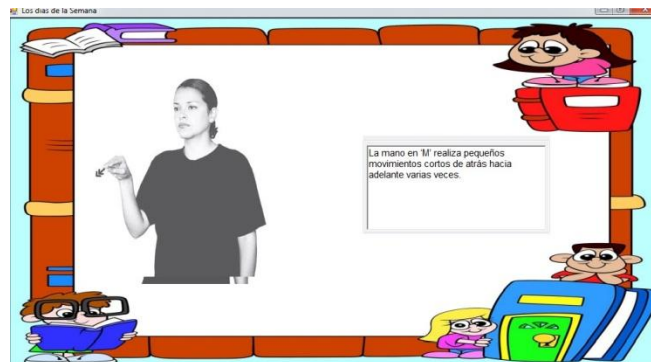 Los dias de la Semana
La mano en 'M' realiza pequeños
movimientos cortos de atrás hacia
adelante varias veces.